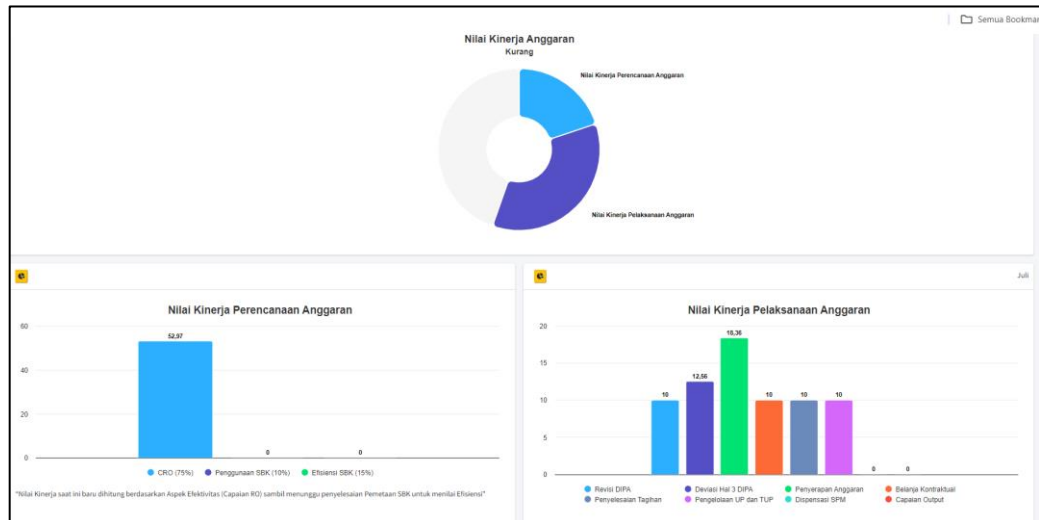 Semua Bookmar
Nilai Kinerja Anggaran
Kurang
Nilai Kinerja Perencanaan Anggaran
Nilai Kinerja Pelaksanaan Anggaran
Nilai Kinerja Perencanaan Anggaran
60
40
20
0
52,97
0
0
CRO (75%) Penggunaan SBK (10%) Efisiensi SBK (15%)
"Nilai Kinerja saat ini baru dihitung berdasarkan Aspek Efektivitas (Capaian RO) sambil menunggu penyelesaian Pemetaan SBK untuk menilai Efisiensi"
Juli
Nilai Kinerja Pelaksanaan Anggaran
20
15
10
5
0
10
12,56
18,36
10
10
10
0
0
Revisi DIPA Deviasi Hal 3 DIPA Penyerapan Anggaran Belanja Kontraktual
Penyelesaian Tagihan Pengelolaan UP dan TUP Dispensasi SPM Capaian Output